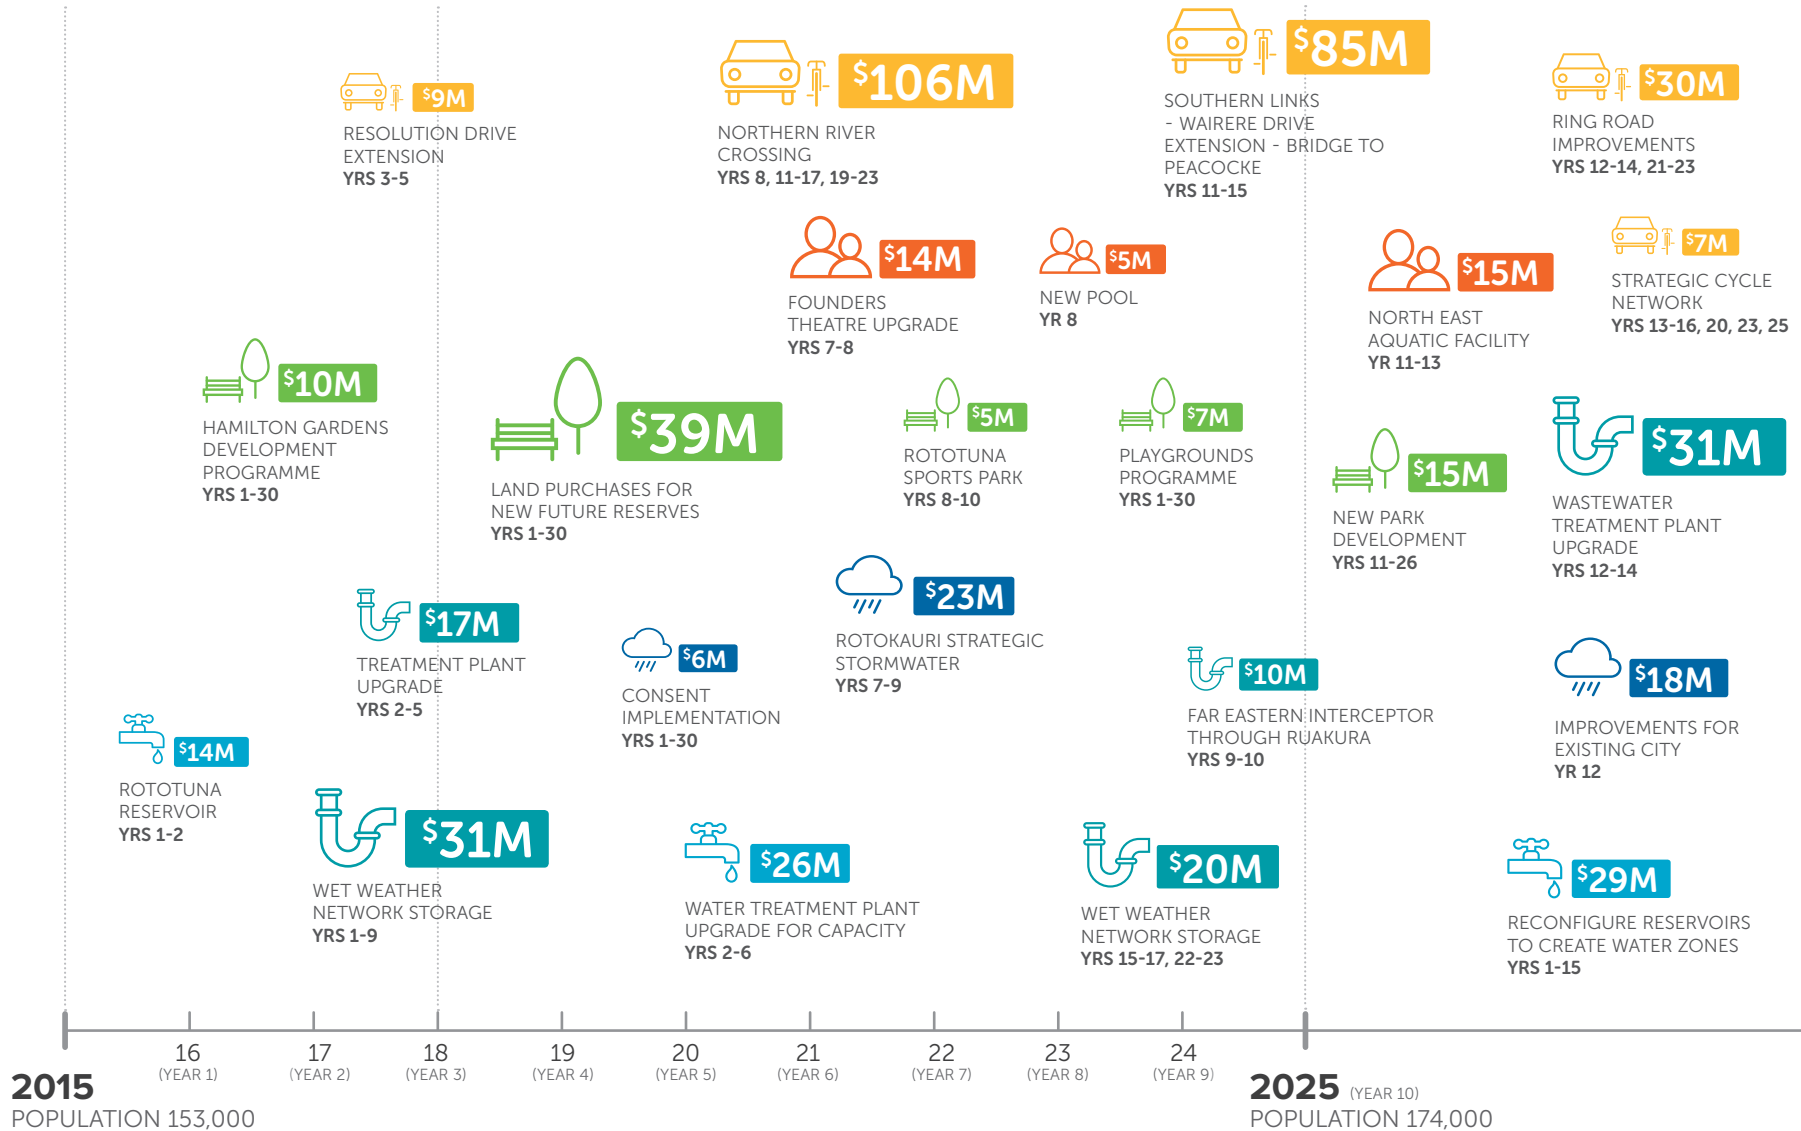 $9M
RESOLUTION DRIVE
EXTENSION
YRS 3-5
$106M
NORTHERN RIVER
CROSSING
YRS 8, 11-17, 19-23
$85M
SOUTHERN LINKS
- WAIRERE DRIVE
EXTENSION - BRIDGE TO
PEACOCKE
YRS 11-15
$30M
RING ROAD
IMPROVEMENTS
YRS 12-14, 21-23
$14M
FOUNDERS
THEATRE UPGRADE
YRS 7-8
$5M
NEW POOL
YR 8
$15M
NORTH EAST
AQUATIC FACILITY
YR 11-13
$7M
STRATEGIC CYCLE
NETWORK
YRS 13-16, 20, 23, 25
$10M
HAMILTON GARDENS
DEVELOPMENT
PROGRAMME
YRS 1-30
$39M
LAND PURCHASES FOR
NEW FUTURE RESERVES
YRS 1-30
$5M
ROTOTUNA
SPORTS PARK
YRS 8-10
$7M
PLAYGROUNDS
PROGRAMME
YRS 1-30
$15M
NEW PARK
DEVELOPMENT
YRS 11-26
$31M
WASTEWATER
TREATMENT PLANT
UPGRADE
YRS 12-14
$17M
TREATMENT PLANT
UPGRADE
YRS 2-5
$6M
CONSENT
IMPLEMENTATION
YRS 1-30
$23M
ROTOKAURI STRATEGIC
STORMWATER
YRS 7-9
$10M
FAR EASTERN INTERCEPTOR
THROUGH RUAKURA
YRS 9-10
$18M
IMPROVEMENTS FOR
EXISTING CITY
YR 12
$14M
ROTOTUNA
RESERVOIR
YRS 1-2
$31M
WET WEATHER
NETWORK STORAGE
YRS 1-9
$26M
WATER TREATMENT PLANT
UPGRADE FOR CAPACITY
YRS 2-6
$20M
WET WEATHER
NETWORK STORAGE
YRS 15-17, 22-23
$29M
RECONFIGURE RESERVOIRS
TO CREATE WATER ZONES
YRS 1-15
16 17 18 19 20 21 22 23 24
(YEAR 1) (YEAR 2) (YEAR 3) (YEAR 4) (YEAR 5) (YEAR 6) (YEAR 7) (YEAR 8) (YEAR 9)
2015
POPULATION 153,000
2025 (YEAR 10)
POPULATION 174,000